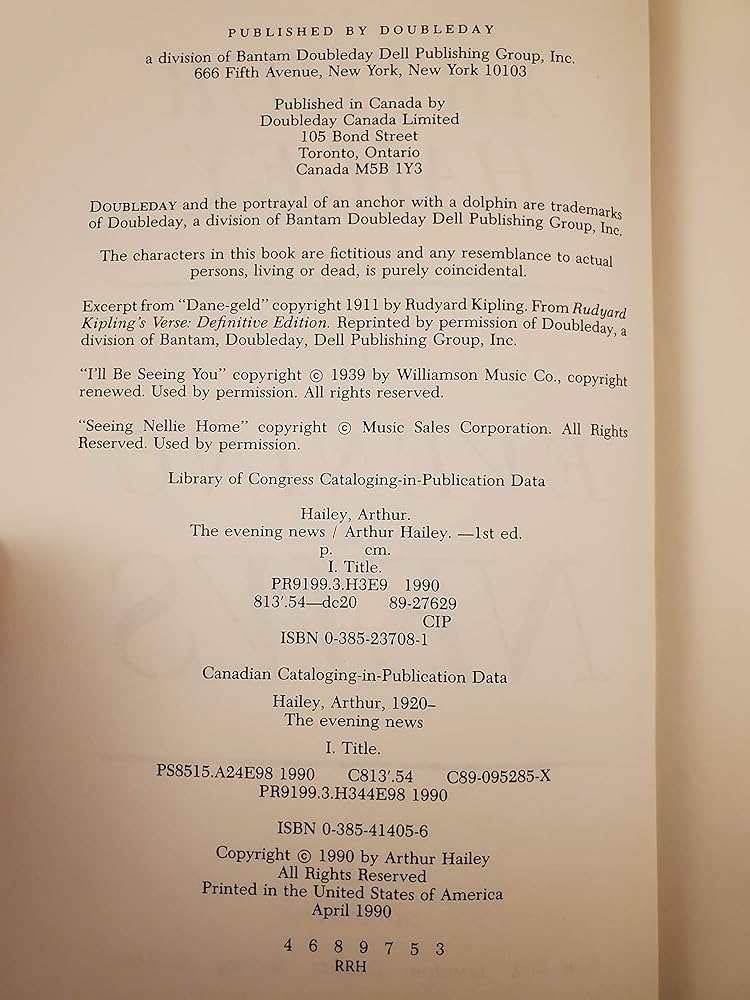 PUBLISHED BY DOUBLEDAY
a division of Bantam Doubleday Dell Publishing Group, Inc.
666 Fifth Avenue, New York, New York 10103
Published in Canada by
Doubleday Canada Limited
105 Bond Street
Toronto, Ontario
Canada M5B 1Y3
DOUBLEDAY and the portrayal of an anchor with a dolphin are trademarks
of Doubleday, a division of Bantam Doubleday Dell Publishing Group, Inc.
The characters in this book are fictitious and any resemblance to actual
persons, living or dead, is purely coincidental.
Excerpt from "Dane-geld" copyright 1911 by Rudyard Kipling. From Rudyard
Kipling's Verse: Definitive Edition. Reprinted by permission of Doubleday, a
division of Bantam, Doubleday, Dell Publishing Group, Inc.
"I'll Be Seeing You" copyright © 1939 by Williamson Music Co., copyright
renewed. Used by permission. All rights reserved.
"Seeing Nellie Home" copyright © Music Sales Corporation. All Rights
Reserved. Used by permission.
Library of Congress Cataloging-in-Publication Data
Hailey, Arthur.
The evening news / Arthur Hailey. —1st ed.
p. cm.
I. Title.
PR9199.3.H3E9 1990
813'.54—dc20 89-27629
CIP
ISBN 0-385-23708-1
Canadian Cataloging-in-Publication Data
Hailey, Arthur, 1920–
The evening news
I. Title.
PS8515.A24E98 1990 C813'.54 C89-095285-X
PR9199.3.H344E98 1990
ISBN 0-385-41405-6
Copyright © 1990 by Arthur Hailey
All Rights Reserved
Printed in the United States of America
April 1990
4 6 8 9 7 5 3
RRH